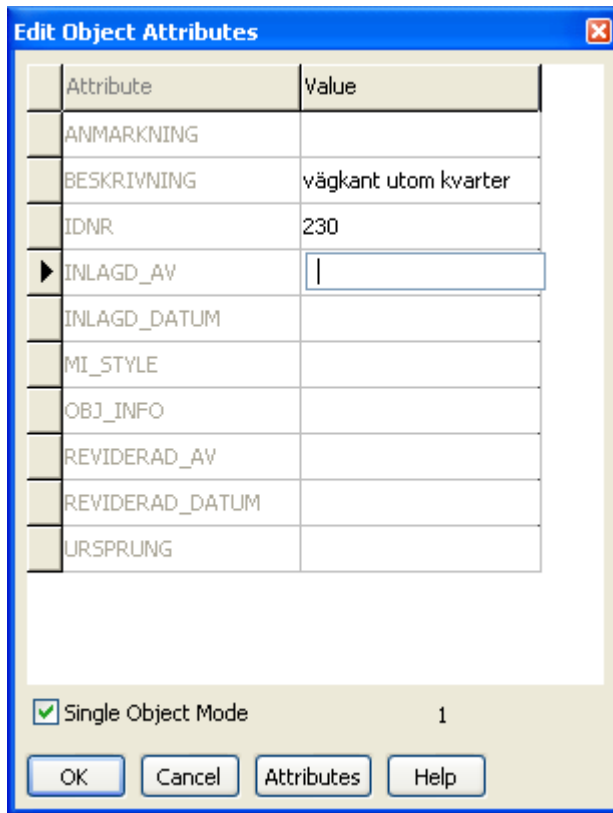 Edit Object Attributes
Attribute Value
ANMARKNING
BESKRIVNING vägkant utom kvarter
IDNR 230
INLAGD_AV
INLAGD_DATUM
MI_STYLE
OBJ_INFO
REVIDERAD_AV
REVIDERAD_DATUM
URSPRUNG
Single Object Mode 1
OK Cancel Attributes Help